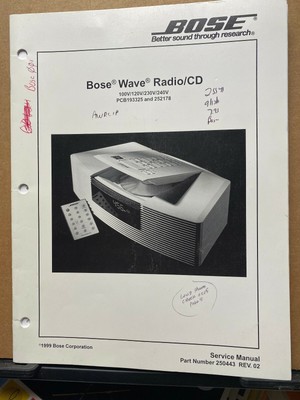 BOSE®
Better sound through research®
Bose® Wave® Radio/CD
100V/120V/230V/240V
PCB193325 and 252178
©1999 Bose Corporation
Service Manual
Part Number 250443 REV. 02